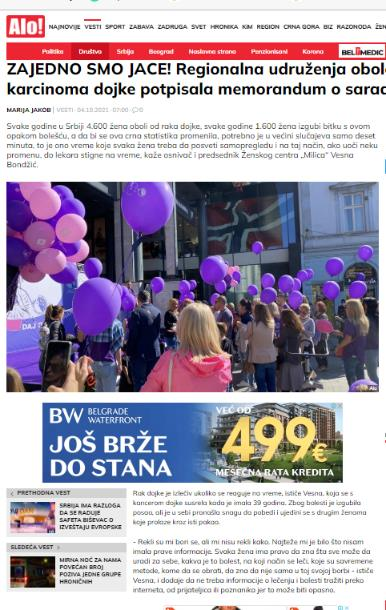 Alo!
NAJNOVIJE VESTI SPORT ZABAVA ZADRUGA SVET HRONIKA KIM REGION CRNA GORA BIZ RAZONODA
Politika Društvo Srbija Beograd Naslovne strane Penzionisani Korona BELMEDIC
ZAJEDNO SMO JAČE! Regionalna udruženja obol
karcinoma dojke potpisala memorandum o sarad
MARIJA JAKOB | VESTI - 04.10.2021 - 07:00
Svake godine u Srbiji 4.600 žena oboli od raka dojke, svake godine 1.600 žena izgubi bitku s ovom
opakom bolešću, a da bi se ova crna statistika promenila, potrebno je u većini slučajeva samo deset
minuta, to je ono vreme koje svaka žena treba da posveti samopregledu i na taj način, ako uoči neku
promenu, do lekara stigne na vreme, kaže osnivač i predsednik Ženskog centra „Milica“ Vesna
Bondžić.
Alo
BW BELGRADE
WATERFRONT
JOŠ BRŽE
DO STANA
VEĆ OD
499€
MESEČNA RATA KREDITA
PRETHODNA VEST
SRBIJA IMA RAZLOGA
DA SE RADUJE
SAFETA BIŠEVAC O
IZVEŠTAJU EVROPSKE
SLEDEĆA VEST
MIRNA NOĆ ZA NAMA
POVEĆAN BROJ
POZIVA JEDNE GRUPE
HRONIČNIH
Rak dojke je izlečiv ukoliko se reaguje na vreme, ističe Vesna, koja se s
kancerom dojke susrela kada je imala 39 godina. Zbog bolesti je izgubila
posao, ali je u sebi pronašla snagu da pobedi i ujedini se s drugim ženama
koje prolaze kroz isti pakao.
- Rekli su mi bori se, ali mi nisu rekli kako. Najteže mi je bilo što nisam
imala prave informacije. Svaka žena ima pravo da zna šta sve može da
uradi za sebe, kakva je to bolest, na koji način se leči, koje su savremene
metode, kome da se obrati, da zna da nije sama u toj svojoj borbi - ističe
Vesna, i dodaje da ne treba informacije o lečenju i bolesti tražiti preko
interneta, od prijateljica ili poznanika jer to može biti opasno.